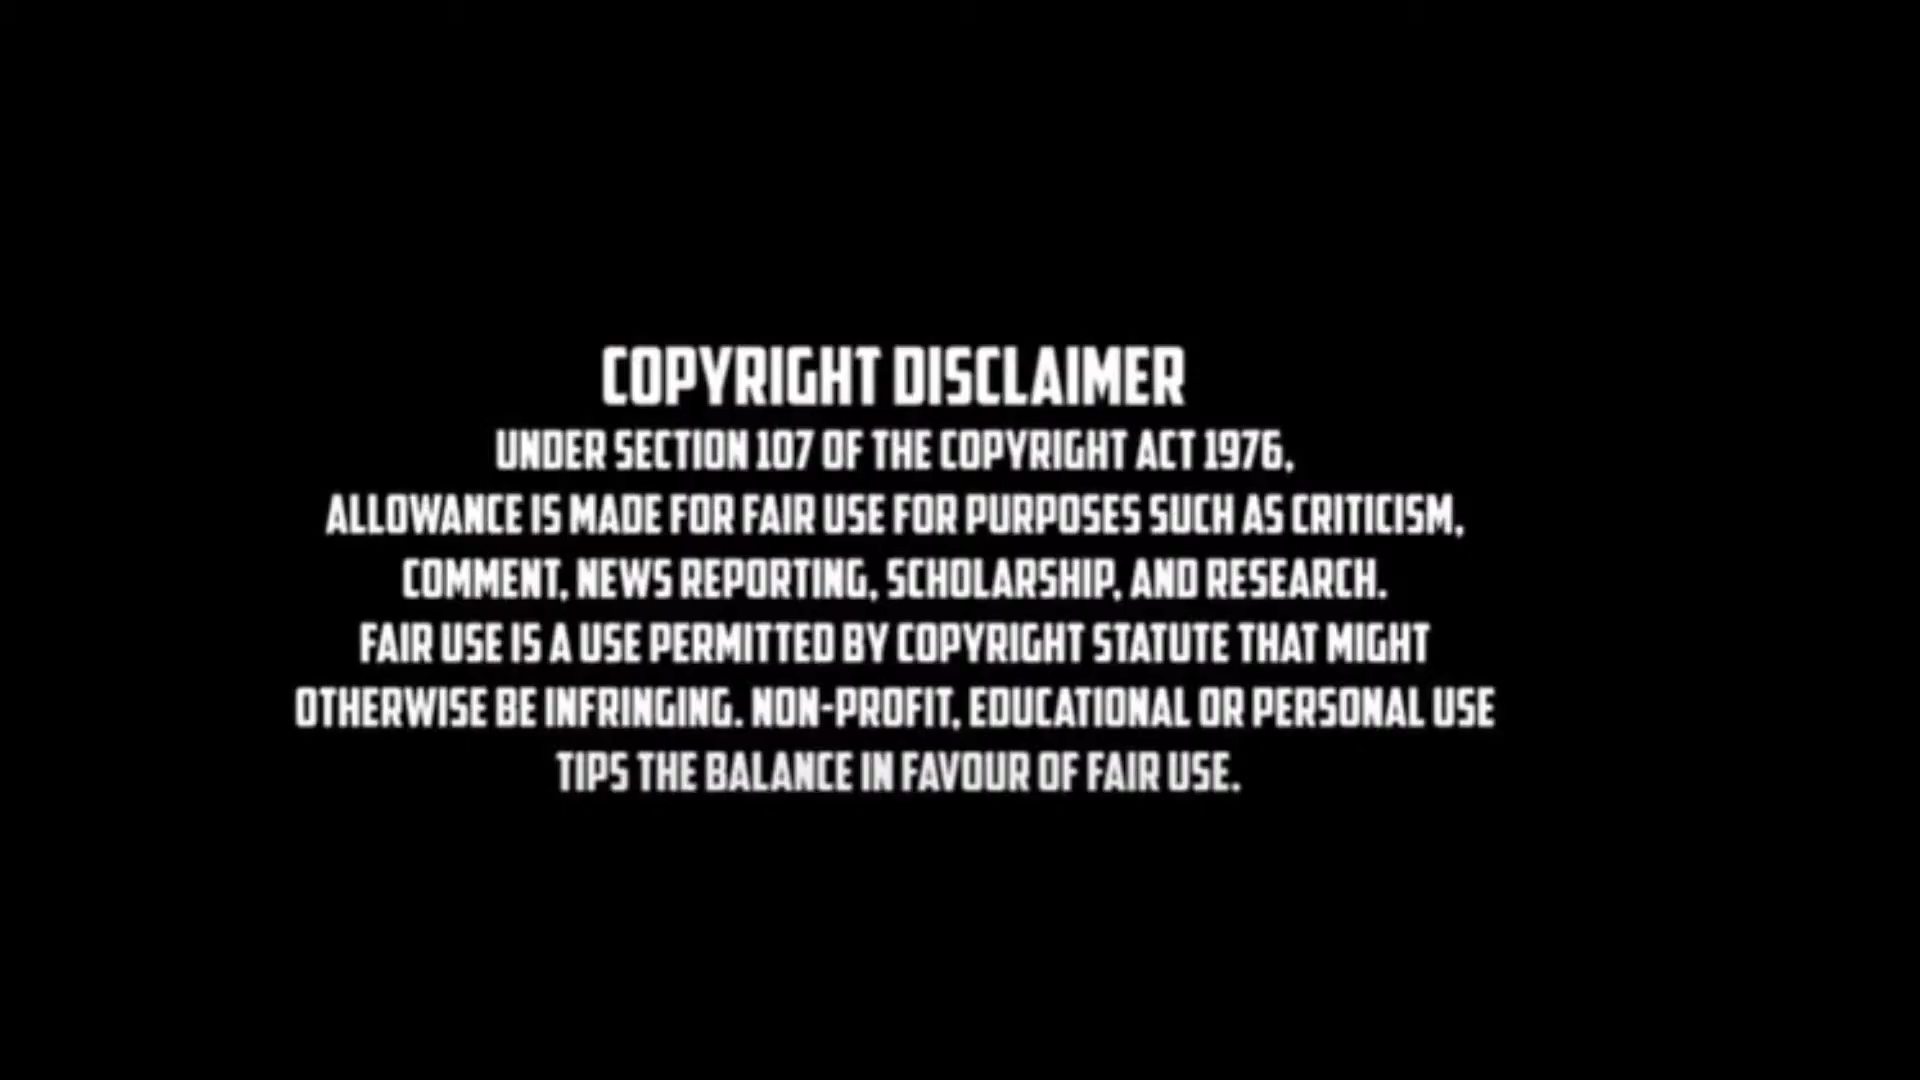 COPYRIGHT DISCLAIMER
UNDER SECTION 107 OF THE COPYRIGHT ACT 1976,
ALLOWANCE IS MADE FOR FAIR USE FOR PURPOSES SUCH AS CRITICISM,
COMMENT, NEWS REPORTING, SCHOLARSHIP, AND RESEARCH.
FAIR USE IS A USE PERMITTED BY COPYRIGHT STATUTE THAT MIGHT
OTHERWISE BE INFRINGING. NON-PROFIT, EDUCATIONAL OR PERSONAL USE
TIPS THE BALANCE IN FAVOUR OF FAIR USE.